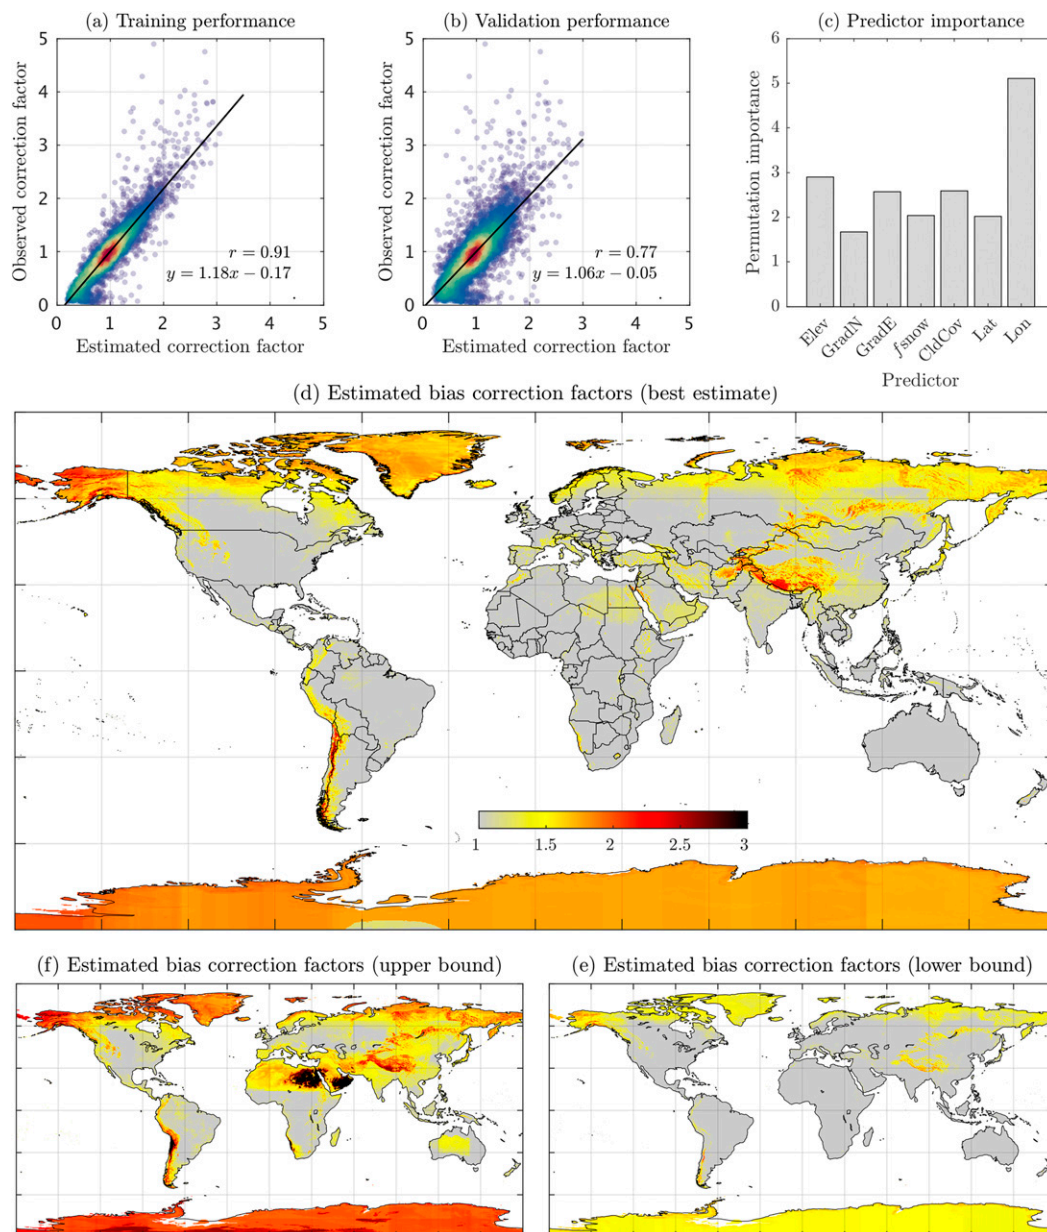 (a) Training performance
5
4
3
2
1
0
Observed correction factor
r = 0.91
y = 1.18x − 0.17
0 1 2 3 4 5
Estimated correction factor
(b) Validation performance
5
4
3
2
1
0
Observed correction factor
r = 0.77
y = 1.06x − 0.05
0 1 2 3 4 5
Estimated correction factor
(c) Predictor importance
6
5
4
3
2
1
0
Permutation importance
Elev GradN GradE fsnow CldCov Lat Lon
Predictor
(d) Estimated bias correction factors (best estimate)
1 1.5 2 2.5 3
(f) Estimated bias correction factors (upper bound)
(e) Estimated bias correction factors (lower bound)